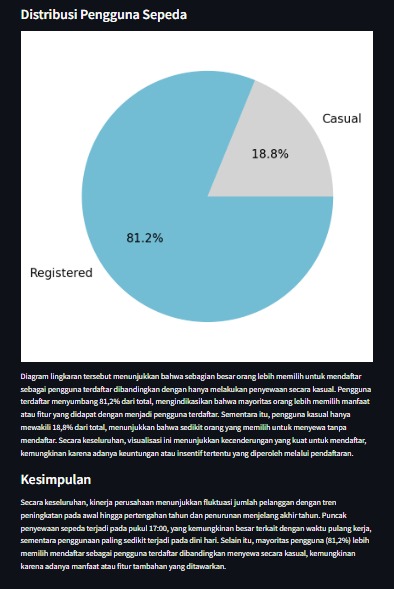 Distribusi Pengguna Sepeda
Casual
18.8%
81.2%
Registered
Diagram lingkaran tersebut menunjukkan bahwa sebagian besar orang lebih memilih untuk mendaftar
sebagai pengguna terdaftar dibandingkan dengan hanya melakukan penyewaan secara kasual. Pengguna
terdaftar menyumbang 81,2% dari total, mengindikasikan bahwa mayoritas orang lebih memilih manfaat
atau fitur yang didapat dengan menjadi pengguna terdaftar. Sementara itu, pengguna kasual hanya
mewakili 18,8% dari total, menunjukkan bahwa sedikit orang yang memilih untuk menyewa tanpa
mendaftar. Secara keseluruhan, visualisasi ini menunjukkan kecenderungan yang kuat untuk mendaftar,
kemungkinan karena adanya keuntungan atau insentif tertentu yang diperoleh melalui pendaftaran.
Kesimpulan
Secara keseluruhan, kinerja perusahaan menunjukkan fluktuasi jumlah pelanggan dengan tren
peningkatan pada awal hingga pertengahan tahun dan penurunan menjelang akhir tahun. Puncak
penyewaan sepeda terjadi pada pukul 17:00, yang kemungkinan besar terkait dengan waktu pulang kerja,
sementara penggunaan paling sedikit terjadi pada dini hari. Selain itu, mayoritas pengguna (81,2%) lebih
memilih mendaftar sebagai pengguna terdaftar dibandingkan menyewa secara kasual, kemungkinan
karena adanya manfaat atau fitur tambahan yang ditawarkan.